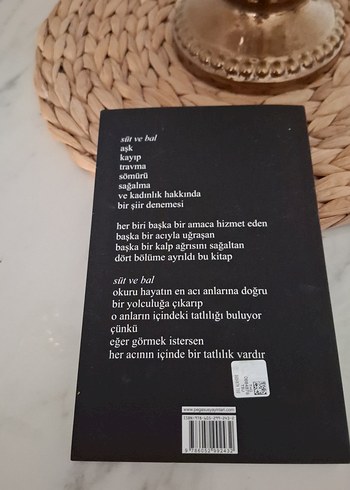 süt ve bal
aşk
kayıp
travma
sömürü
sağalma
ve kadınlık hakkında
bir şiir denemesi
her biri başka bir amaca hizmet eden
başka bir acıyla uğraşan
başka bir kalp ağrısını sağaltan
dört bölüme ayrıldı bu kitap
süt ve bal
okuru hayatın en acı anlarına doğru
bir yolculuğa çıkarıp
o anların içindeki tatlılığı buluyor
çünkü
eğer görmek istersen
her acının içinde bir tatlılık vardır